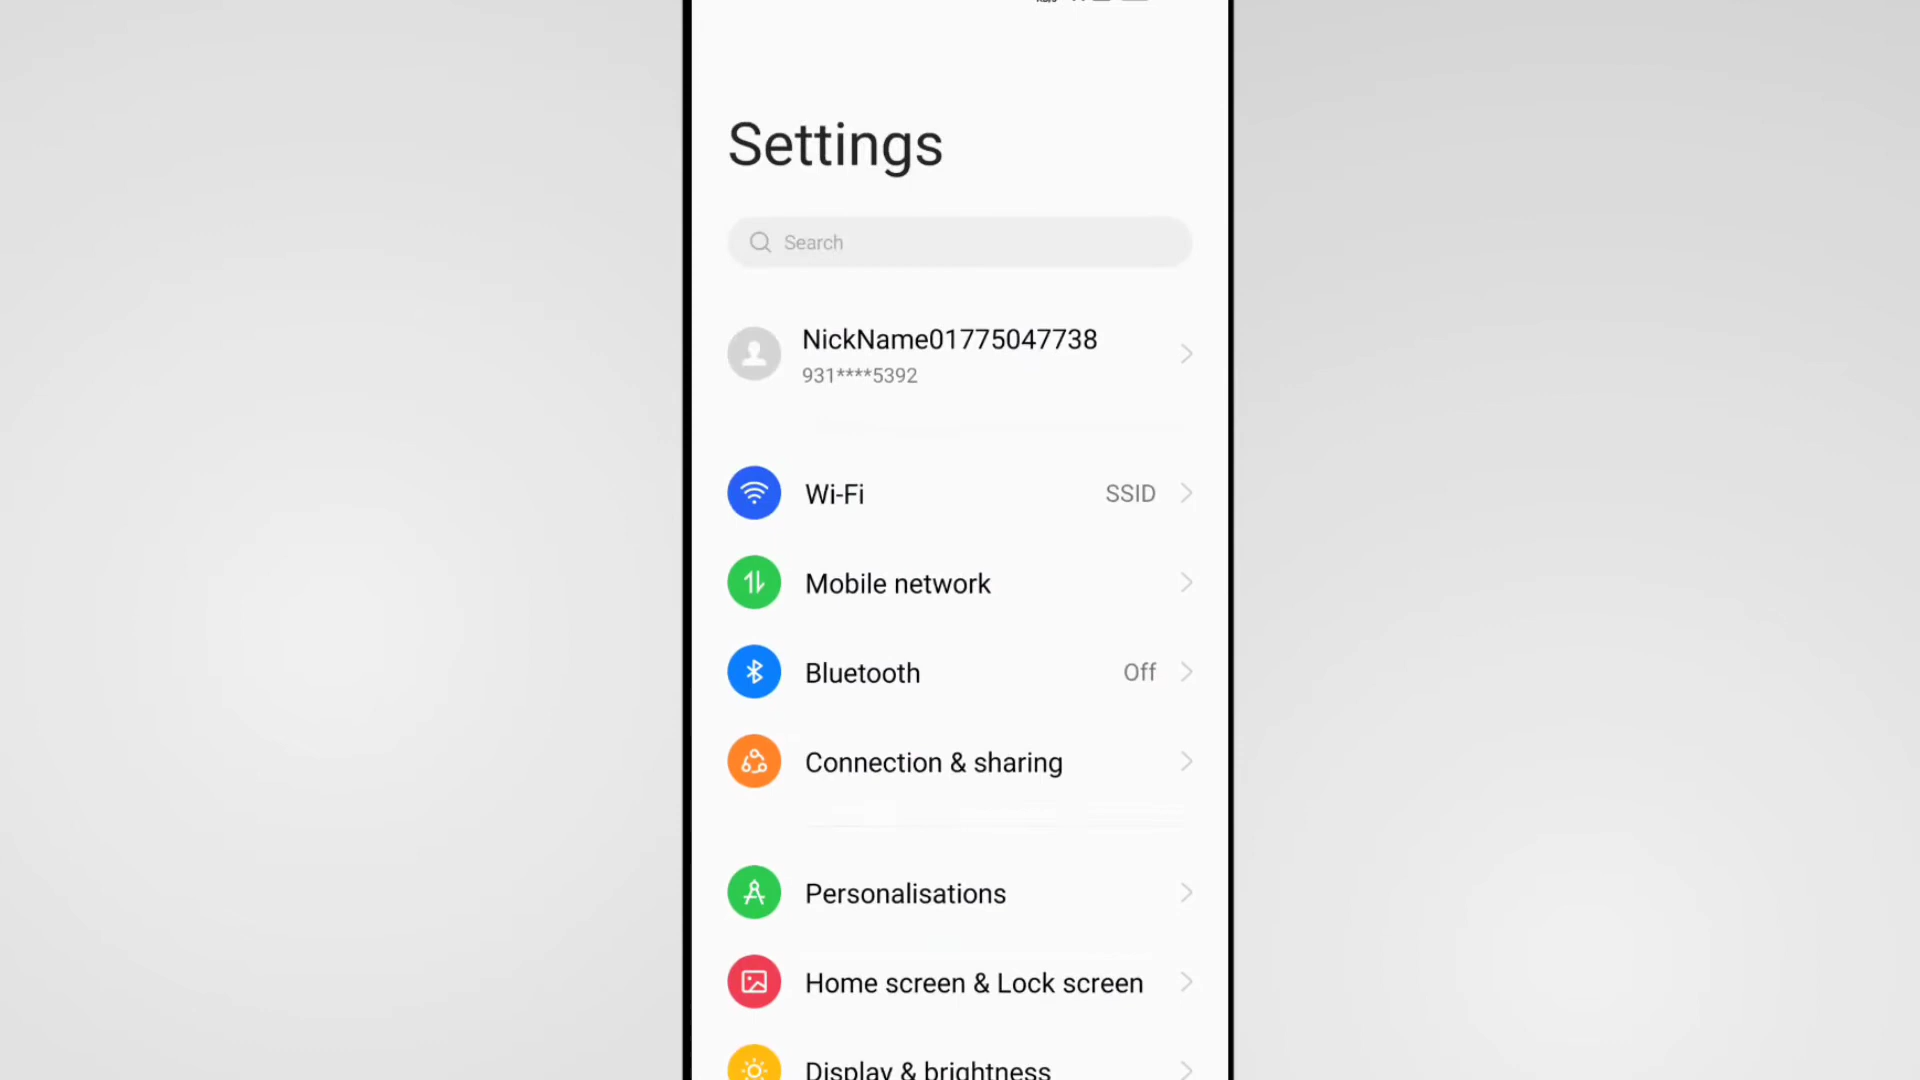 Settings
Search
NickName01775047738
931****5392
Wi-Fi SSID
Mobile network
Bluetooth Off
Connection & sharing
Personalisations
Home screen & Lock screen
Display & brightness